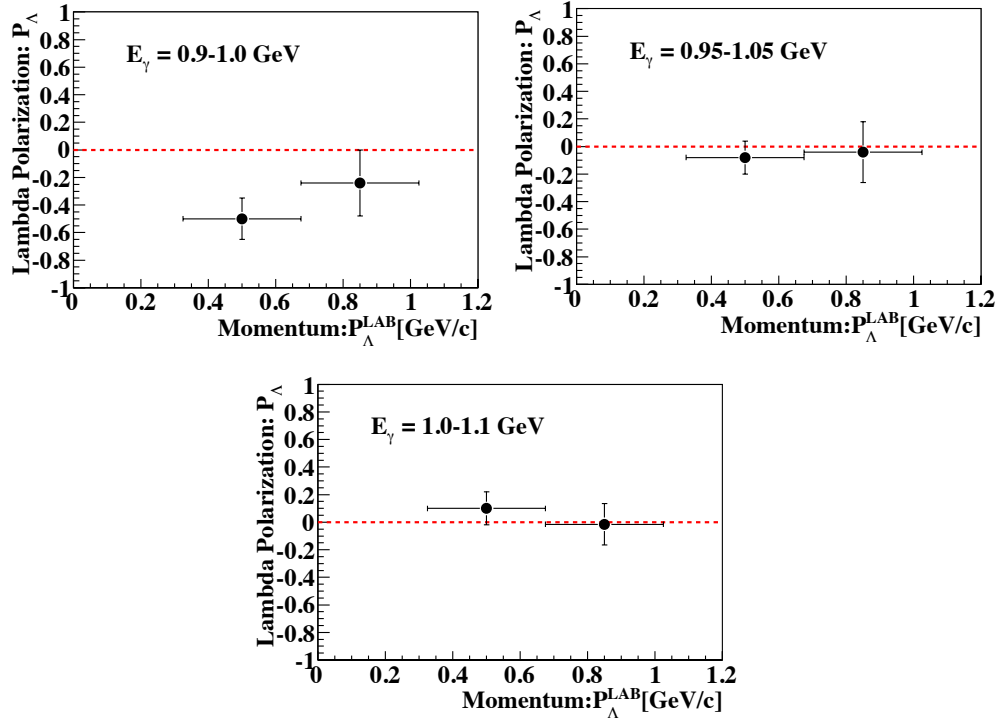 Lambda Polarization: P_Λ
1
0.8
0.6
0.4
0.2
0
-0.2
-0.4
-0.6
-0.8
-1
E_γ = 0.9-1.0 GeV
0 0.2 0.4 0.6 0.8 1 1.2
Momentum:P_Λ^LAB[GeV/c]
Lambda Polarization: P_Λ
1
0.8
0.6
0.4
0.2
0
-0.2
-0.4
-0.6
-0.8
-1
E_γ = 0.95-1.05 GeV
0 0.2 0.4 0.6 0.8 1 1.2
Momentum:P_Λ^LAB[GeV/c]
Lambda Polarization: P_Λ
1
0.8
0.6
0.4
0.2
0
-0.2
-0.4
-0.6
-0.8
-1
E_γ = 1.0-1.1 GeV
0 0.2 0.4 0.6 0.8 1 1.2
Momentum:P_Λ^LAB[GeV/c]